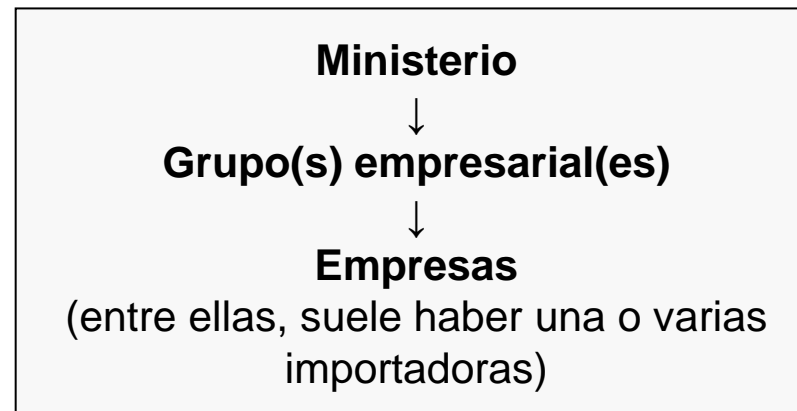 Ministerio
↓
Grupo(s) empresarial(es)
↓
Empresas
(entre ellas, suele haber una o varias
importadoras)